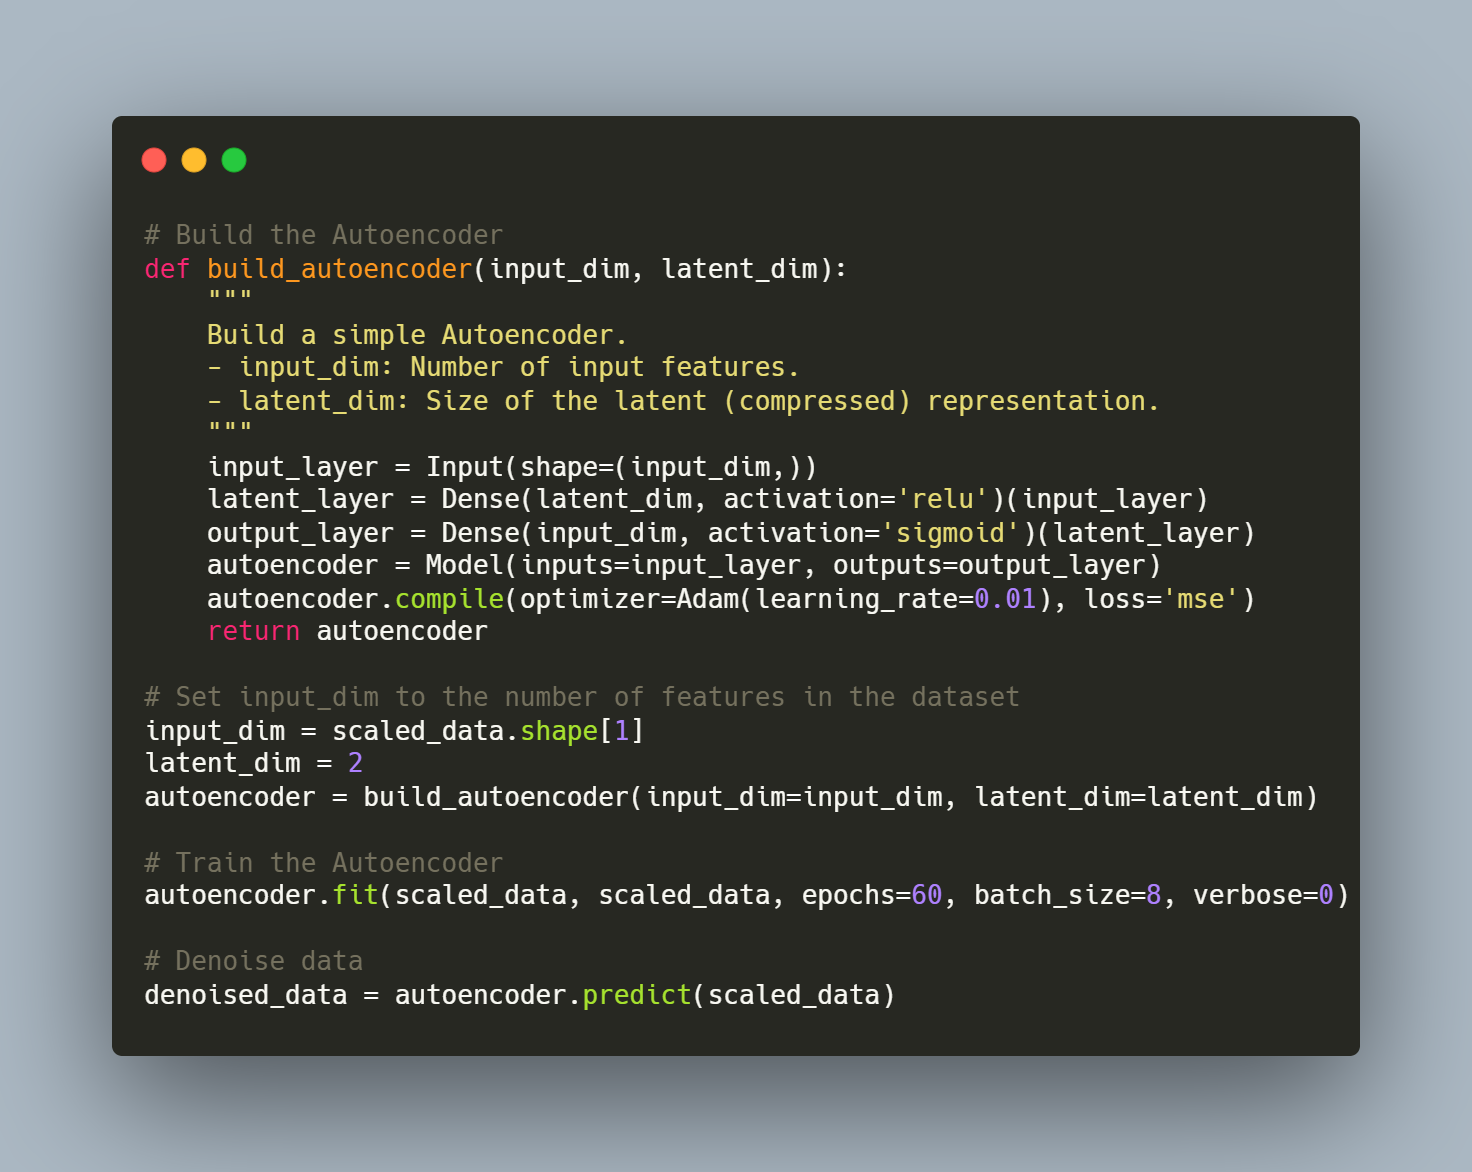 # Build the Autoencoder
def build_autoencoder(input_dim, latent_dim):
    """
    Build a simple Autoencoder.
    - input_dim: Number of input features.
    - latent_dim: Size of the latent (compressed) representation.
    """
    input_layer = Input(shape=(input_dim,))
    latent_layer = Dense(latent_dim, activation='relu')(input_layer)
    output_layer = Dense(input_dim, activation='sigmoid')(latent_layer)
    autoencoder = Model(inputs=input_layer, outputs=output_layer)
    autoencoder.compile(optimizer=Adam(learning_rate=0.01), loss='mse')
    return autoencoder

# Set input_dim to the number of features in the dataset
input_dim = scaled_data.shape[1]
latent_dim = 2
autoencoder = build_autoencoder(input_dim=input_dim, latent_dim=latent_dim)

# Train the Autoencoder
autoencoder.fit(scaled_data, scaled_data, epochs=60, batch_size=8, verbose=0)

# Denoise data
denoised_data = autoencoder.predict(scaled_data)